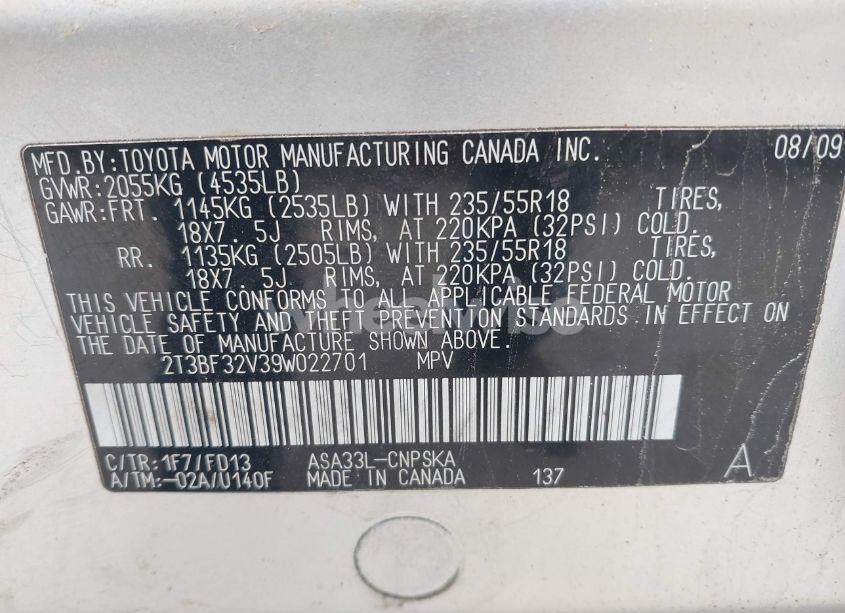 MFD.BY:TOYOTA MOTOR MANUFACTURING CANADA INC. 08/09
GVWR:2055KG (4535LB)
GAWR:FRT. 1145KG (2535LB) WITH 235/55R18 TIRES,
18X7. 5J RIMS, AT 220KPA (32PSI) COLD.
RR. 1135KG (2505LB) WITH 235/55R18 TIRES,
18X7. 5J. RIMS, AT 220KPA (32PSI) COLD.
THIS VEHICLE CONFORMS TO ALL APPLICABLE FEDERAL MOTOR
VEHICLE SAFETY AND THEFT PREVENTION STANDARDS IN EFFECT ON
THE DATE OF MANUFACTURE SHOWN ABOVE.
2T3BF32V39W022701 MPV
C/TR:1F7/FD13 ASA33L-CNPSKA
A/TM:-02A/U140F MADE IN CANADA 137 A